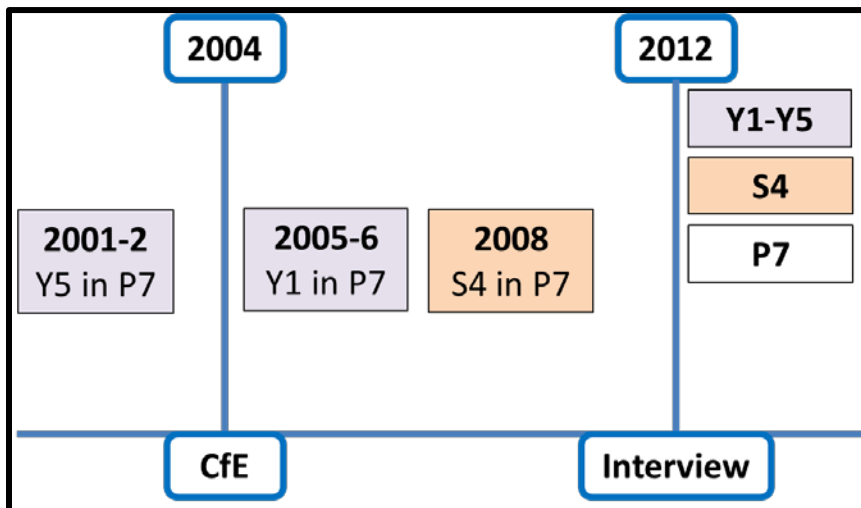 2004
2012
Y1-Y5
S4
P7
2001-2
Y5 in P7
2005-6
Y1 in P7
2008
S4 in P7
CfE
Interview